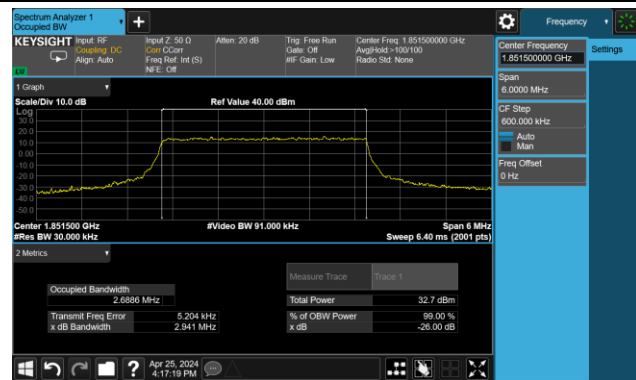 Spectrum Analyzer 1
Occupied BW
Frequency
KEYSIGHT
Input: RF
Coupling: DC
Align: Auto
Input Z: 50 Ω
Corr CCorr
Freq Ref: Int (S)
NFE: Off
Atten: 20 dB
Trig: Free Run
Gate: Off
#IF Gain: Low
Center Freq: 1.851500000 GHz
Avg|Hold:>100/100
Radio Std: None
Center Frequency
1.851500000 GHz
Settings
Span
6.0000 MHz
CF Step
600.000 kHz
Auto
Man
Freq Offset
0 Hz
1 Graph
Scale/Div 10.0 dB
Ref Value 40.00 dBm
Log
30.0
20.0
10.0
0.00
-10.0
-20.0
-30.0
-40.0
-50.0
Center 1.851500 GHz
#Video BW 91.000 kHz
Span 6 MHz
#Res BW 30.000 kHz
Sweep 6.40 ms (2001 pts)
2 Metrics
Measure Trace
Trace 1
Occupied Bandwidth
2.6886 MHz
Total Power
32.7 dBm
Transmit Freq Error
5.204 kHz
% of OBW Power
99.00 %
x dB Bandwidth
2.941 MHz
x dB
-26.00 dB
Apr 25, 2024
4:17:19 PM